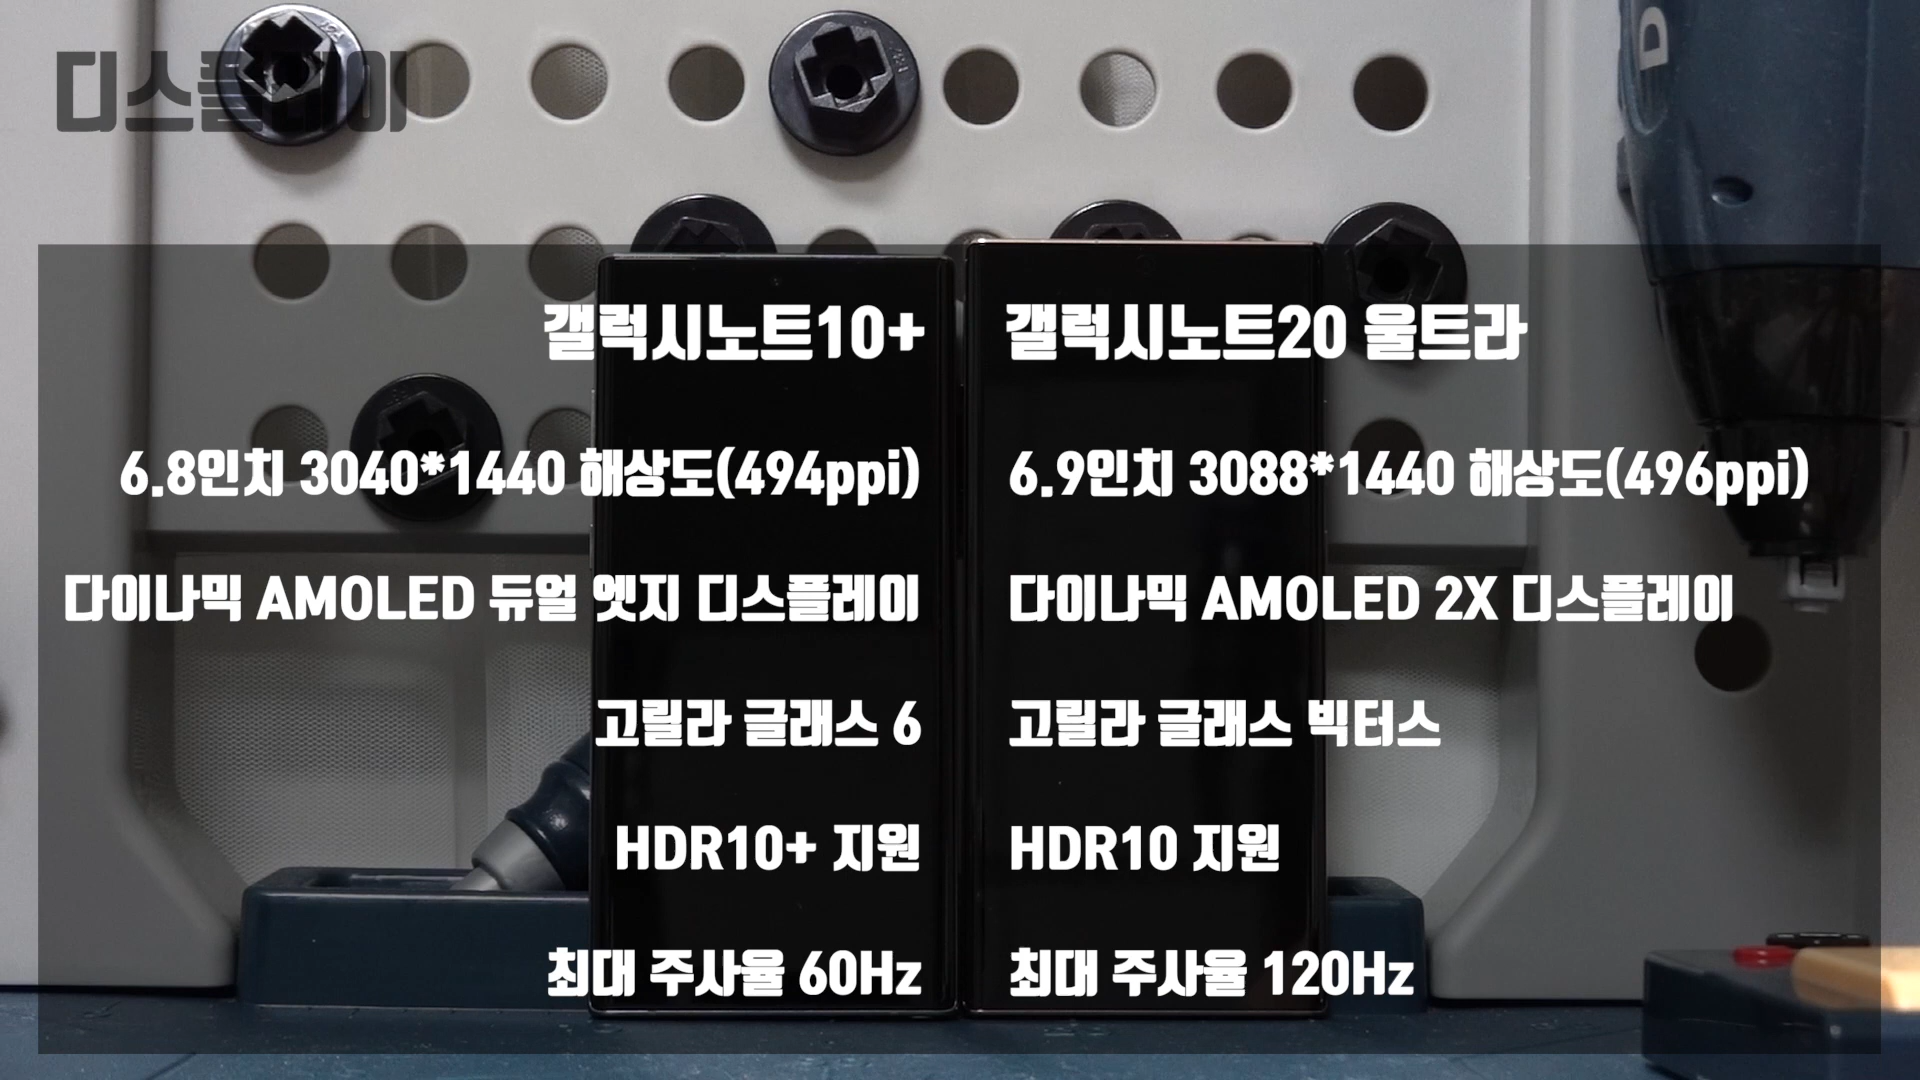 디스플레이
갤럭시노트10+
갤럭시노트20 울트라
6.8인치 3040*1440 해상도(494ppi)
6.9인치 3088*1440 해상도(496ppi)
다이나믹 AMOLED 듀얼 엣지 디스플레이
다이나믹 AMOLED 2X 디스플레이
고릴라 글래스 6
고릴라 글래스 빅터스
HDR10+ 지원
HDR10 지원
최대 주사율 60Hz
최대 주사율 120Hz